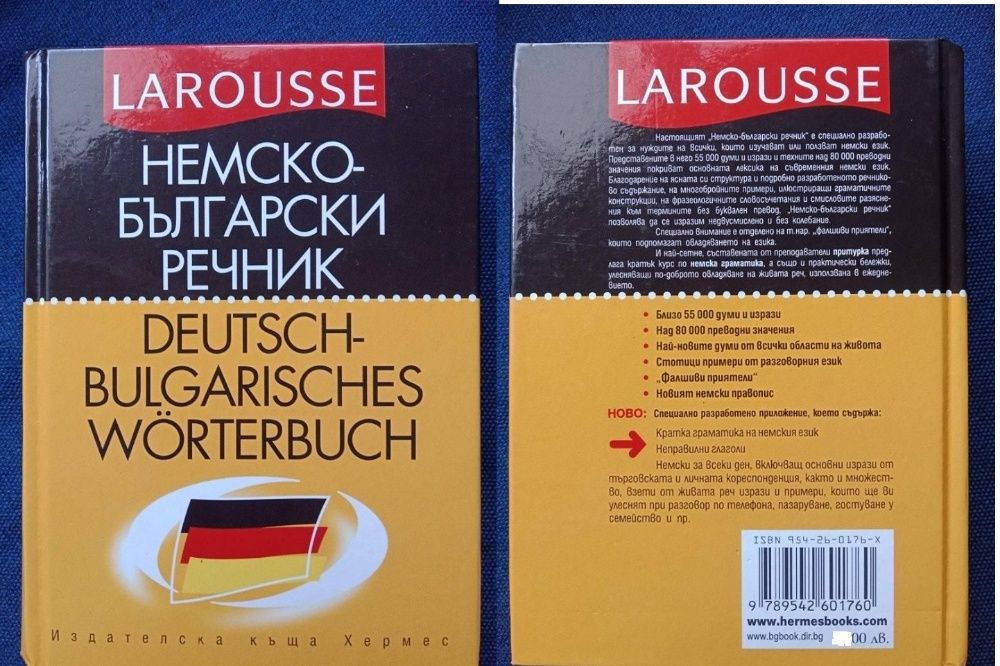 LAROUSSE
НЕМСКО-
БЪЛГАРСКИ
РЕЧНИК
DEUTSCH-
BULGARISCHES
WÖRTERBUCH
Издателска къща Хермес
LAROUSSE
Настоящият „Немско-български речник" е специално разрабо-
тен за нуждите на всички, които изучават или ползват немски език.
Представените в него 55 000 думи и изрази и техните над 80 000 преводни
значения покриват основната лексика на съвременния немски език.
Благодарение на ясната си структура и подробно разработеното речнико-
во съдържание, на многобройните примери, илюстриращи граматичните
конструкции, на фразеологичните словосъчетания и смисловите разясне-
ния към термините без буквален превод, „Немско-български речник"
позволява да се изразим недвусмислено и без колебание.
Специално внимание е отделено на т.нар. „фалшиви приятели",
които подпомагат овладяването на езика.
И най-сетне, съставената от преподаватели притурка пред-
лага кратък курс по немска граматика, а също и практически бележки,
улесняващи по-доброто овладяване на живата реч, използвана в ежедне-
вието.
• Близо 55 000 думи и изрази
• Над 80 000 преводни значения
• Най-новите думи от всички области на живота
• Стотици примери от разговорния език
• „Фалшиви приятели"
• Новият немски правопис
НОВО: Специално разработено приложение, което съдържа:
Кратка граматика на немския език
Неправилни глаголи
Немски за всеки ден, включващ основни изрази от
търговската и личната кореспонденция, както и множест-
во, взети от живата реч изрази и примери, които ще ви
улеснят при разговор по телефона, пазаруване, гостуване у
семейство и пр.
ISBN 954-26-0176-X
9 789542 601760
www.hermesbooks.com
www.bgbook.dir.bg 00 лв.